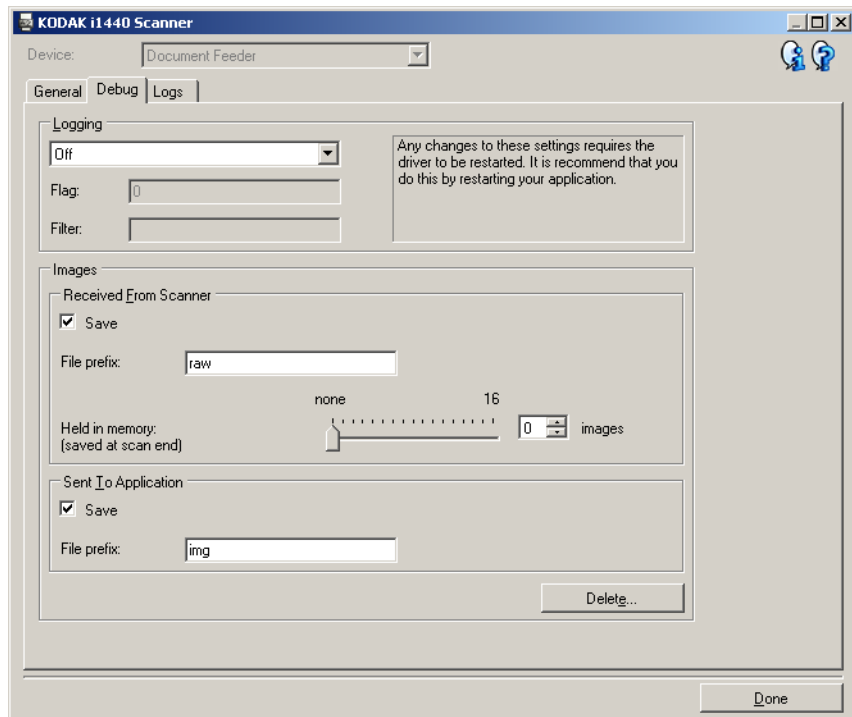 KODAK i1440 Scanner
Device: Document Feeder
General Debug Logs
Logging
Off
Any changes to these settings requires the
driver to be restarted. It is recommend that you
do this by restarting your application.
Flag: 0
Filter:
Images
Received From Scanner
Save
File prefix: raw
none 16
Held in memory: 0 images
(saved at scan end)
Sent To Application
Save
File prefix: img
Delete...
Done